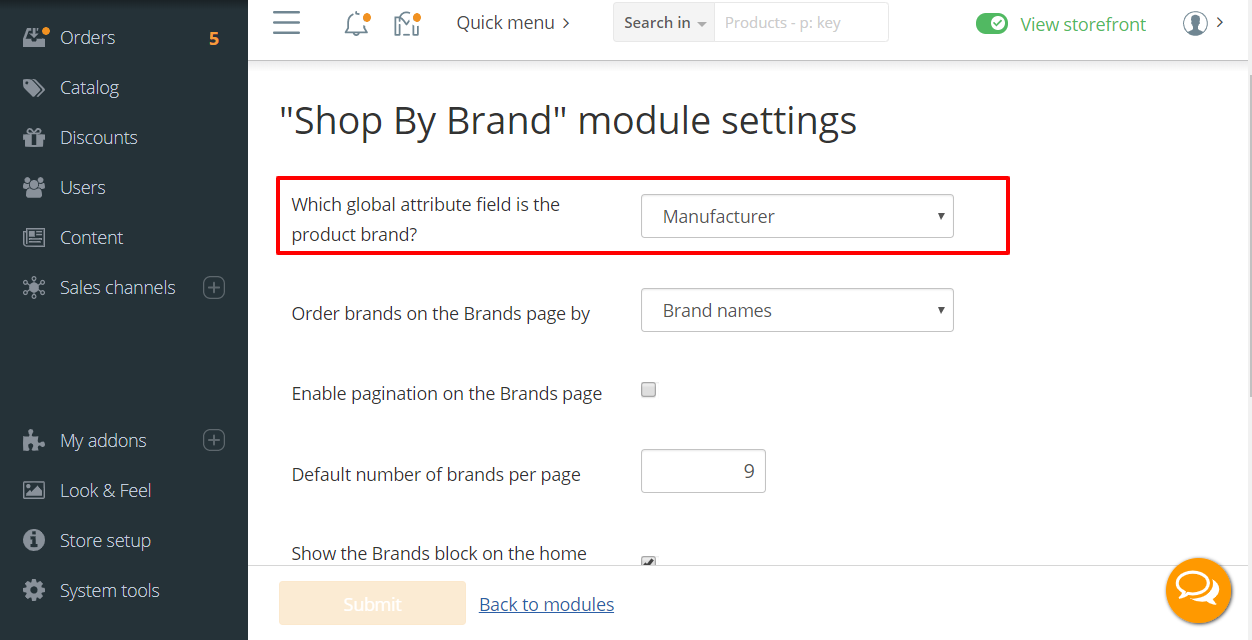 Orders 5
Catalog
Discounts
Users
Content
Sales channels
My addons
Look & Feel
Store setup
System tools
Quick menu
Search in Products - p: key
View storefront
"Shop By Brand" module settings
Which global attribute field is the
product brand?
Manufacturer
Order brands on the Brands page by
Brand names
Enable pagination on the Brands page
Default number of brands per page
9
Show the Brands block on the home
Submit
Back to modules